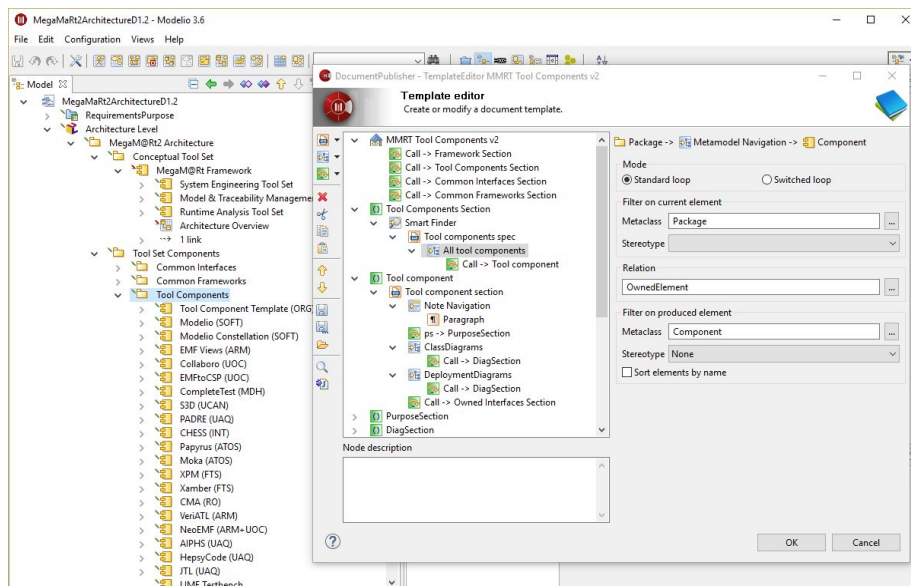 MegaMaRt2ArchitectureD1.2 - Modelio 3.6
File Edit Configuration Views Help
Model
MegaMaRt2ArchitectureD1.2
RequirementsPurpose
Architecture Level
MegaM@Rt2 Architecture
Conceptual Tool Set
MegaM@Rt Framework
System Engineering Tool Set
Model & Traceability Manageme
Runtime Analysis Tool Set
Architecture Overview
1 link
Tool Set Components
Common Interfaces
Common Frameworks
Tool Components
Tool Component Template (ORG
Modelio (SOFT)
Modelio Constellation (SOFT)
EMF Views (ARM)
Collaboro (UOC)
EMFtoCSP (UOC)
CompleteTest (MDH)
S3D (UCAN)
PADRE (UAQ)
CHESS (INT)
Papyrus (ATOS)
Moka (ATOS)
XPM (FTS)
Xamber (FTS)
CMA (RO)
VeriATL (ARM)
NeoEMF (ARM+UOC)
AIPHS (UAQ)
HepsyCode (UAQ)
JTL (UAQ)
UME Testbench
DocumentPublisher - TemplateEditor MMRT Tool Components v2
Template editor
Create or modify a document template.
MMRT Tool Components v2
Call -> Framework Section
Call -> Tool Components Section
Call -> Common Interfaces Section
Call -> Common Frameworks Section
Tool Components Section
Smart Finder
Tool components spec
All tool components
Call -> Tool component
Tool component
Tool component section
Note Navigation
Paragraph
ps -> PurposeSection
ClassDiagrams
Call -> DiagSection
DeploymentDiagrams
Call -> DiagSection
Call -> Owned Interfaces Section
PurposeSection
DiagSection
Node description
Package -> Metamodel Navigation -> Component
Mode
Standard loop Switched loop
Filter on current element
Metaclass Package ...
Stereotype
Relation
OwnedElement ...
Filter on produced element
Metaclass Component ...
Stereotype None
Sort elements by name
OK Cancel